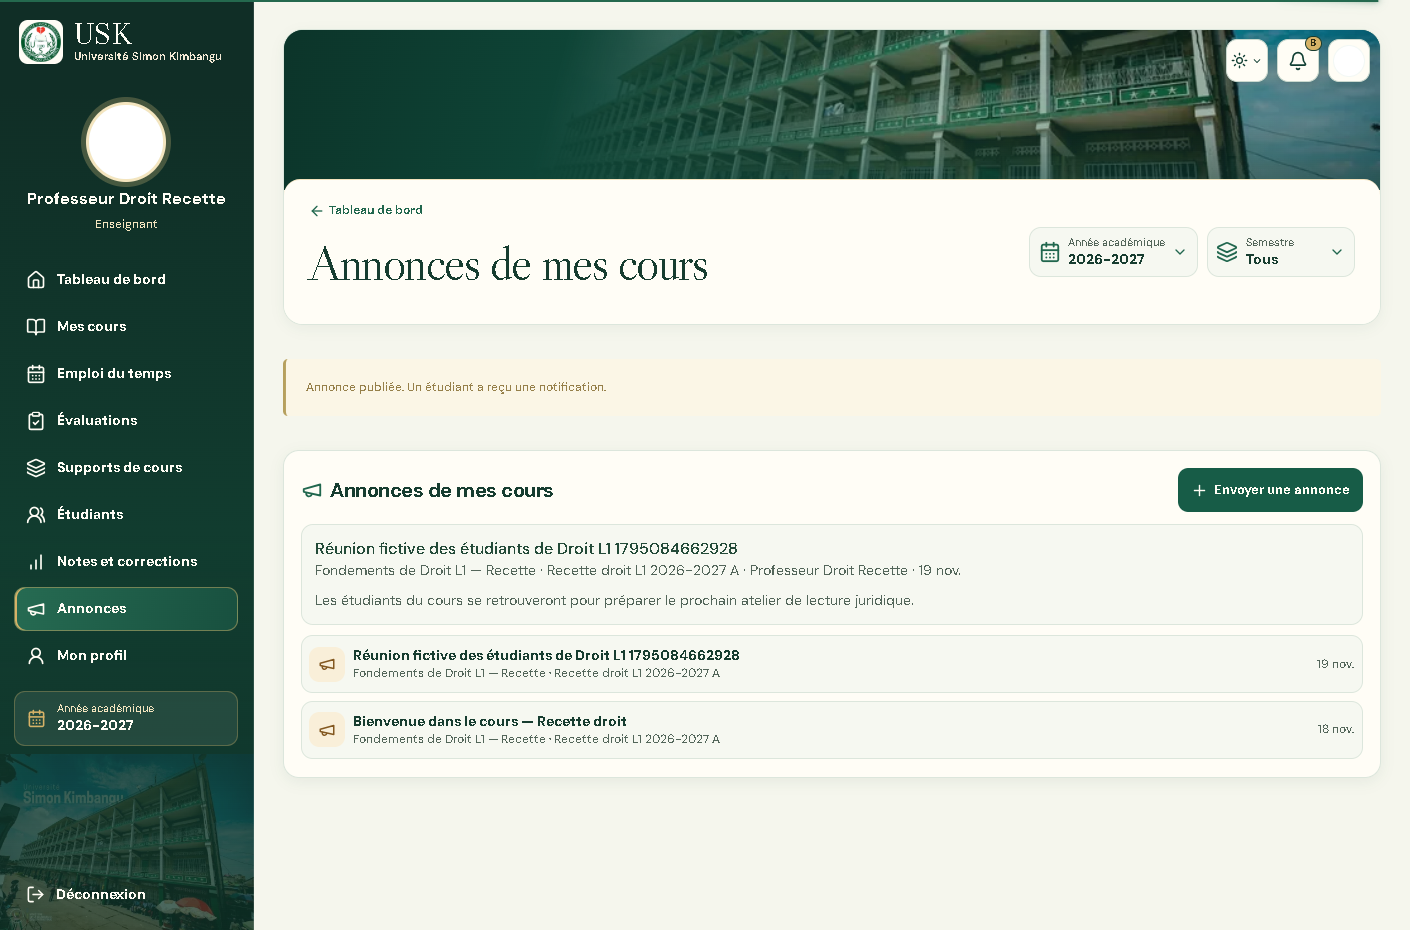 USK
Université Simon Kimbangu
Professeur Droit Recette
Enseignant
Tableau de bord
Mes cours
Emploi du temps
Évaluations
Supports de cours
Étudiants
Notes et corrections
Annonces
Mon profil
Année académique
2026-2027
Simon Kimbangu
Déconnexion
8
← Tableau de bord
Annonces de mes cours
Année académique
2026-2027
Semestre
Tous
Annonce publiée. Un étudiant a reçu une notification.
Annonces de mes cours
+ Envoyer une annonce
Réunion fictive des étudiants de Droit L1 1795084662928
Fondements de Droit L1 — Recette · Recette droit L1 2026-2027 A · Professeur Droit Recette · 19 nov.
Les étudiants du cours se retrouveront pour préparer le prochain atelier de lecture juridique.
Réunion fictive des étudiants de Droit L1 1795084662928
Fondements de Droit L1 — Recette · Recette droit L1 2026-2027 A
19 nov.
Bienvenue dans le cours — Recette droit
Fondements de Droit L1 — Recette · Recette droit L1 2026-2027 A
18 nov.